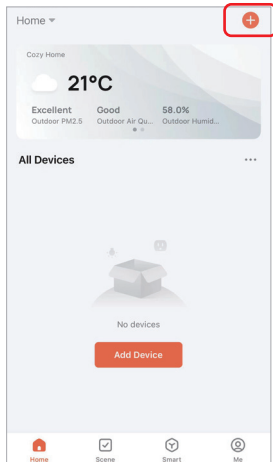 Home
Cozy Home
21°C
Excellent Good 58.0%
Outdoor PM2.5 Outdoor Air Qu... Outdoor Humid...
All Devices
No devices
Add Device
Home Scene Smart Me